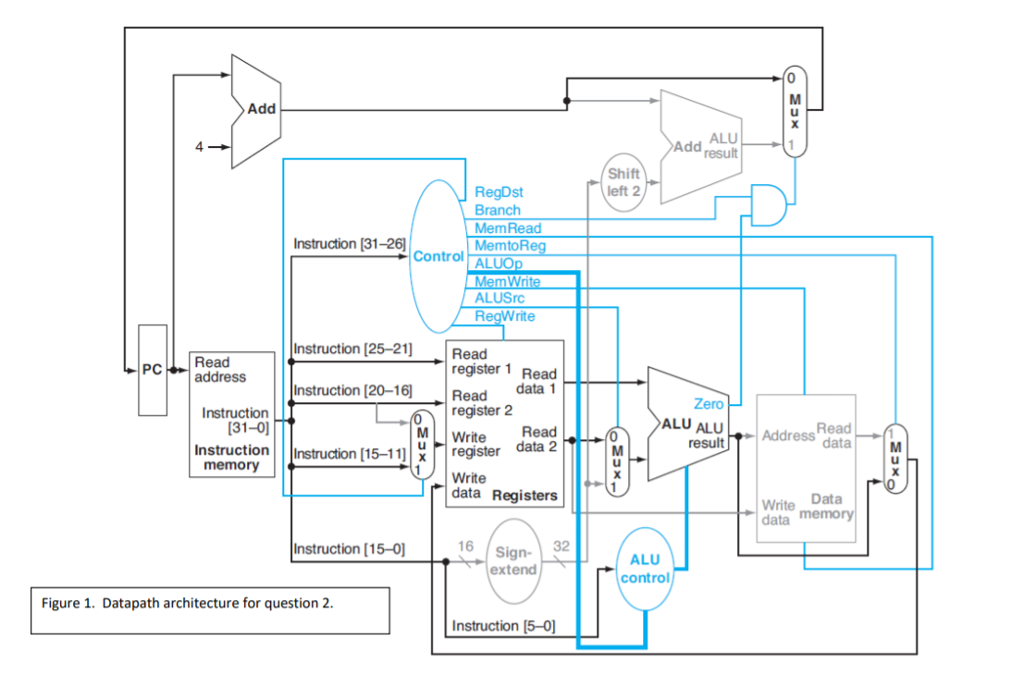 0
M
u
x
1
Add
4
Add
ALU
result
Shift
left 2
RegDst
Branch
MemRead
MemtoReg
ALUOp
MemWrite
ALUSrc
RegWrite
Instruction [31–26]
Control
Instruction [25–21]
Instruction [20–16]
Instruction [15–11]
Instruction [15–0]
Instruction [5–0]
PC
Read
address
Instruction
[31–0]
Instruction
memory
0
M
u
x
1
Read
register 1
Read
register 2
Write
register
Write
data
Read
data 1
Read
data 2
Registers
0
M
u
x
1
Zero
ALU
ALU
result
Address
Read
data
Write
data
Data
memory
1
M
u
x
0
16
Sign-
extend
32
ALU
control
Figure 1. Datapath architecture for question 2.